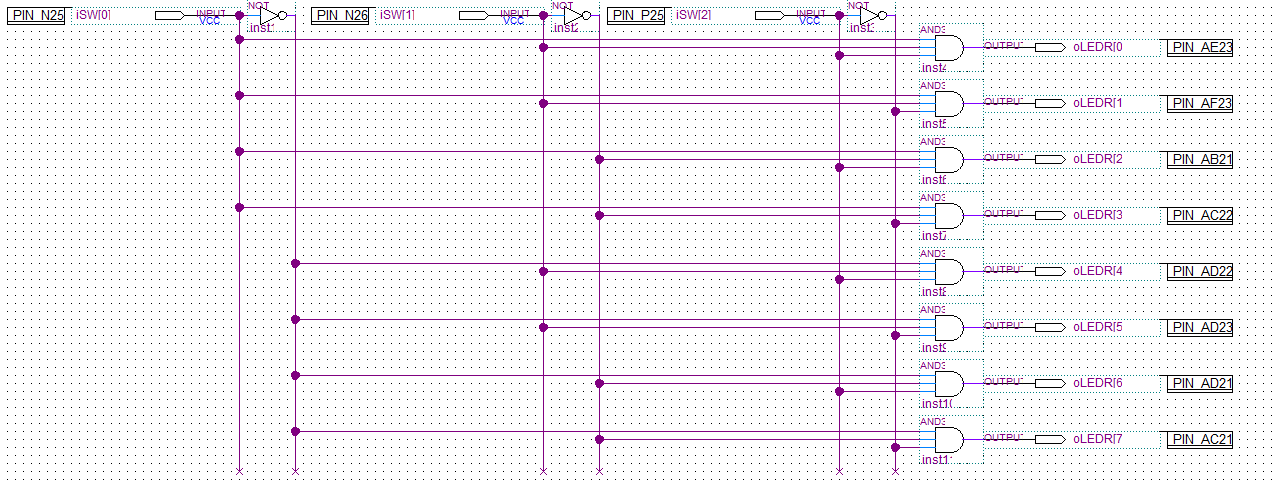 PIN_N25 iSW[0] INPUT VCC NOT inst PIN_N26 iSW[1] INPUT VCC NOT inst PIN_P25 iSW[2] INPUT VCC NOT inst
AND3 OUTPUT oLEDR[0 PIN_AE23
inst4
AND3 OUTPUT oLEDR[1 PIN_AF23
inst5
AND3 OUTPUT oLEDR[2 PIN_AB21
inst6
AND3 OUTPUT oLEDR[3 PIN_AC22
inst7
AND3 OUTPUT oLEDR[4 PIN_AD22
inst8
AND3 OUTPUT oLEDR[5 PIN_AD23
inst9
AND3 OUTPUT oLEDR[6 PIN_AD21
inst10
AND3 OUTPUT oLEDR[7 PIN_AC21
inst1